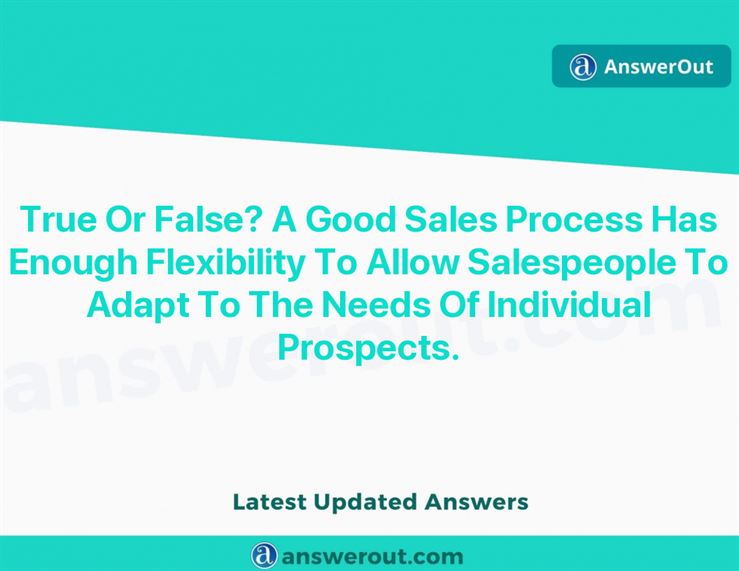 AnswerOut
True Or False? A Good Sales Process Has
Enough Flexibility To Allow Salespeople To
Adapt To The Needs Of Individual
Prospects.
answerout.com
Latest Updated Answers
answerout.com